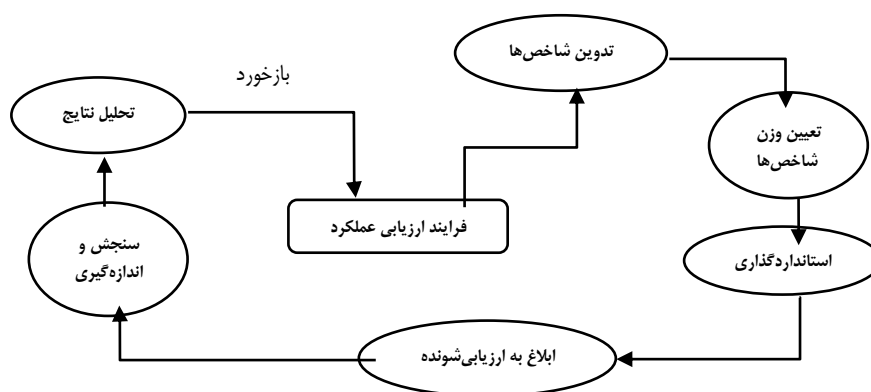 تدوین شاخص‌ها
بازخورد
تحلیل نتایج
تعیین وزن
شاخص‌ها
فرایند ارزیابی عملکرد
سنجش و
اندازه‌گیری
استانداردگذاری
ابلاغ به ارزیابی‌شونده